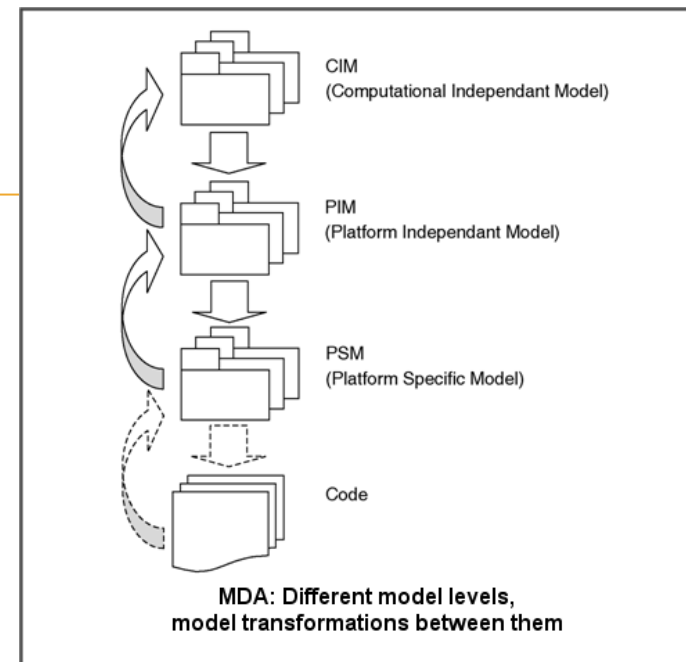 CIM
(Computational Independant Model)
PIM
(Platform Independant Model)
PSM
(Platform Specific Model)
Code
MDA: Different model levels,
model transformations between them